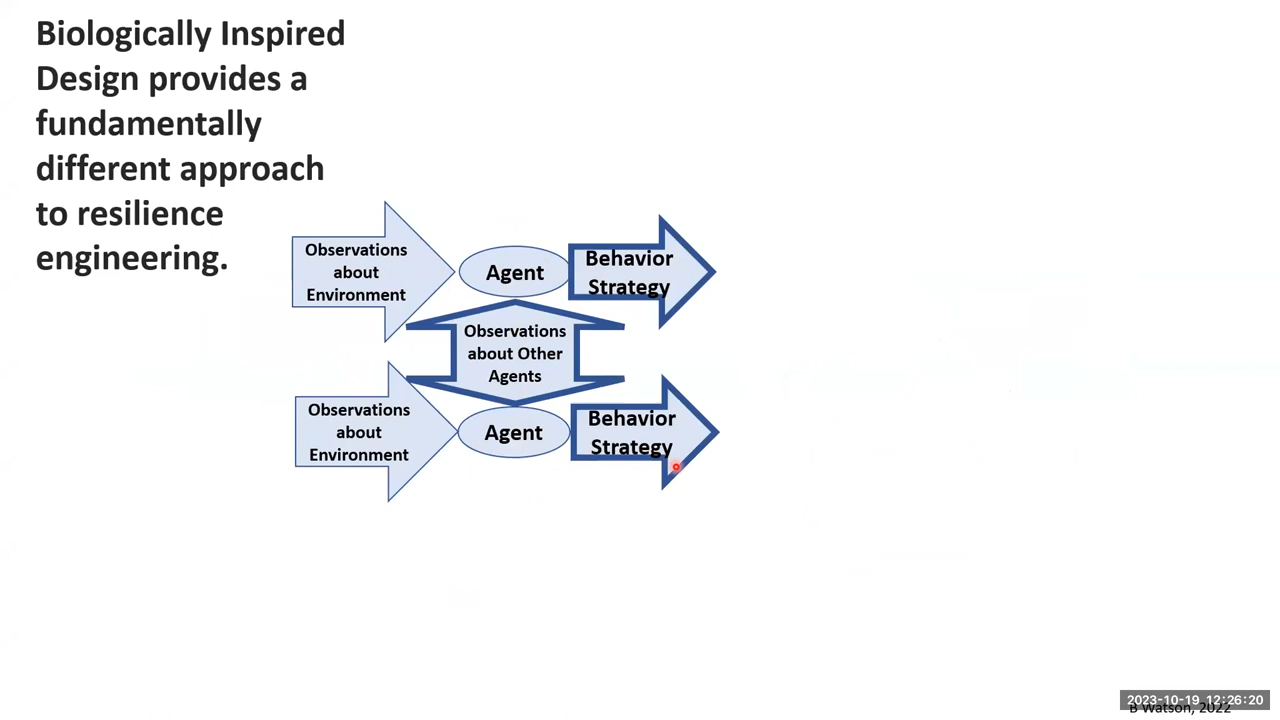 Biologically Inspired
Design provides a
fundamentally
different approach
to resilience
engineering.
Observations
about
Environment
Agent
Behavior
Strategy
Observations
about Other
Agents
Observations
about
Environment
Agent
Behavior
Strategy
2023-10-19 12:26:20
B Watson, 2022